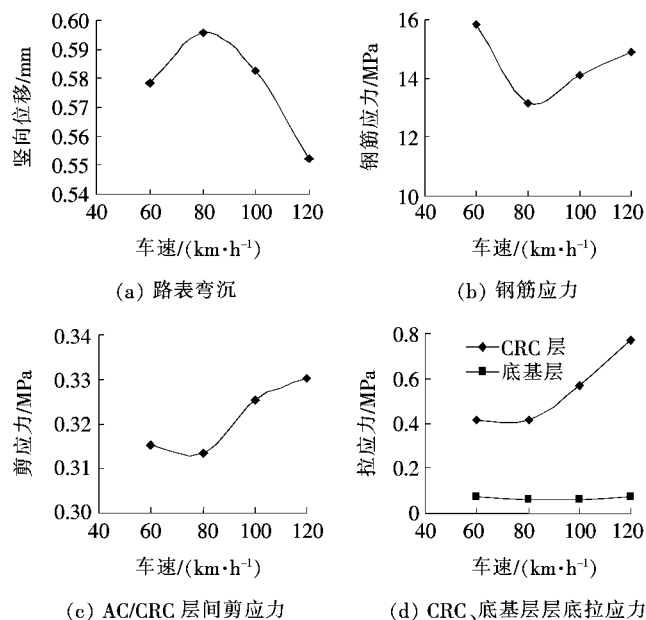 0.60
0.59
0.58
0.57
0.56
0.55
0.54
竖向位移/mm
40 60 80 100 120
车速/(km·h⁻¹)
(a) 路表弯沉
16
14
12
10
钢筋应力/MPa
40 60 80 100 120
车速/(km·h⁻¹)
(b) 钢筋应力
0.34
0.33
0.32
0.31
0.30
剪应力/MPa
40 60 80 100 120
车速/(km·h⁻¹)
(c) AC/CRC 层间剪应力
0.8
0.6
0.4
0.2
0
拉应力/MPa
CRC 层
底基层
40 60 80 100 120
车速/(km·h⁻¹)
(d) CRC、底基层层底拉应力